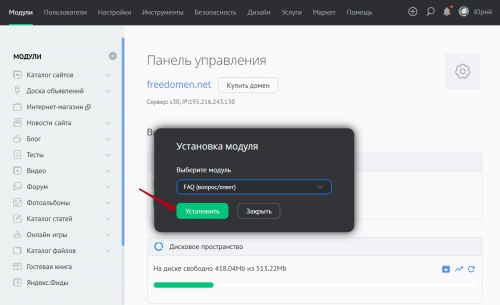 Модули Пользователи Настройки Инструменты Безопасность Дизайн Услуги Маркет Помощь Юрий
МОДУЛИ
Каталог сайтов
Доска объявлений
Интернет-магазин
Новости сайта
Блог
Тесты
Видео
Форум
Фотоальбомы
Каталог статей
Онлайн игры
Каталог файлов
Гостевая книга
Яндекс.Фиды
Панель управления
freedomen.net Купить домен
Сервер: s30, IP:195.216.243.130
Установка модуля
Выберите модуль
FAQ (вопрос/ответ)
Установить Закрыть
Дисковое пространство
На диске свободно 418.04Mb из 513.22Mb